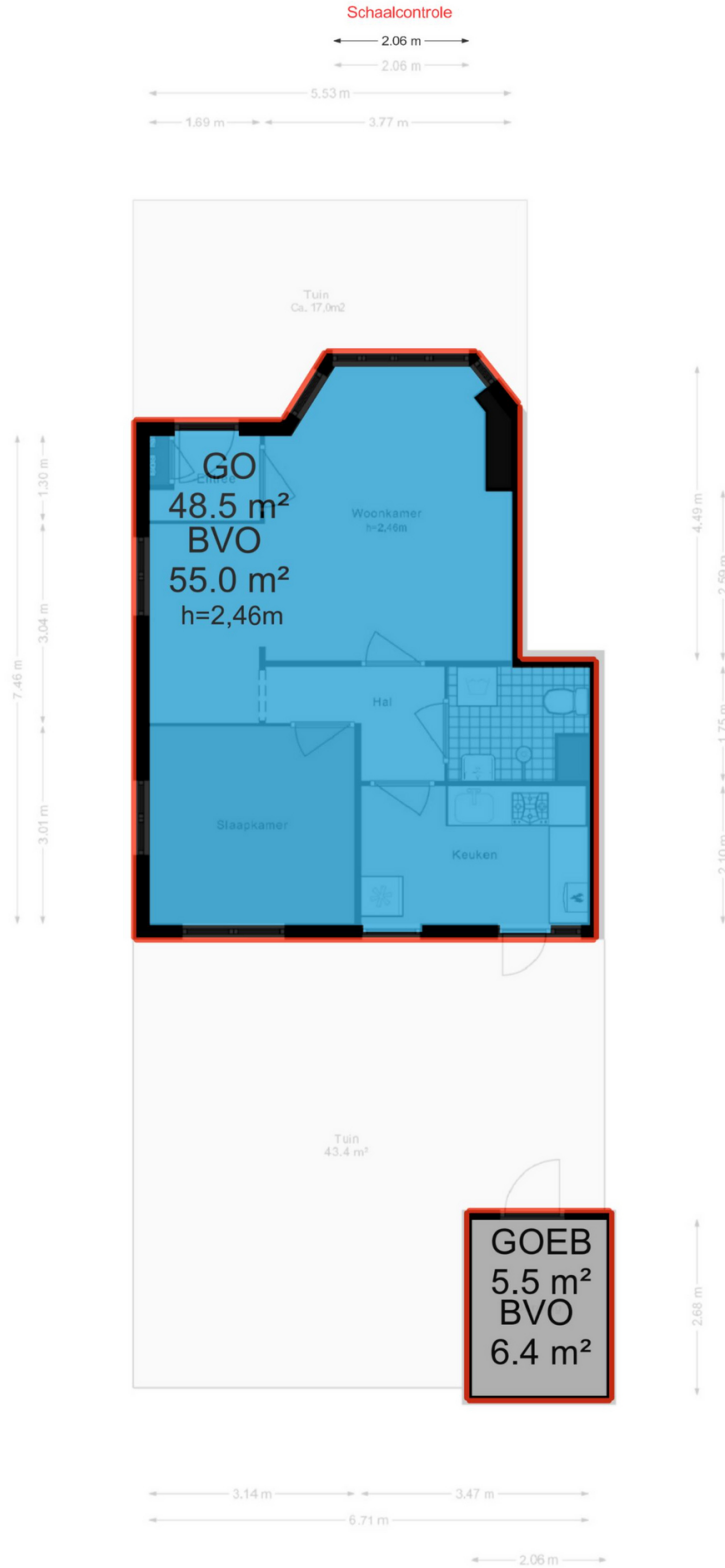 Schaalcontrole
2.06 m
2.06 m
5.53 m
1.69 m
3.77 m
Tuin
Ca. 17,0m2
GO
Entree
48.5 m²
BVO
55.0 m²
h=2,46m
Woonkamer
h=2,46m
Hal
Slaapkamer
Keuken
1.30 m
3.04 m
7.46 m
3.01 m
4.49 m
2.69 m
1.75 m
2.10 m
Tuin
43.4 m²
GOEB
5.5 m²
BVO
6.4 m²
2.68 m
3.14 m
3.47 m
6.71 m
2.06 m